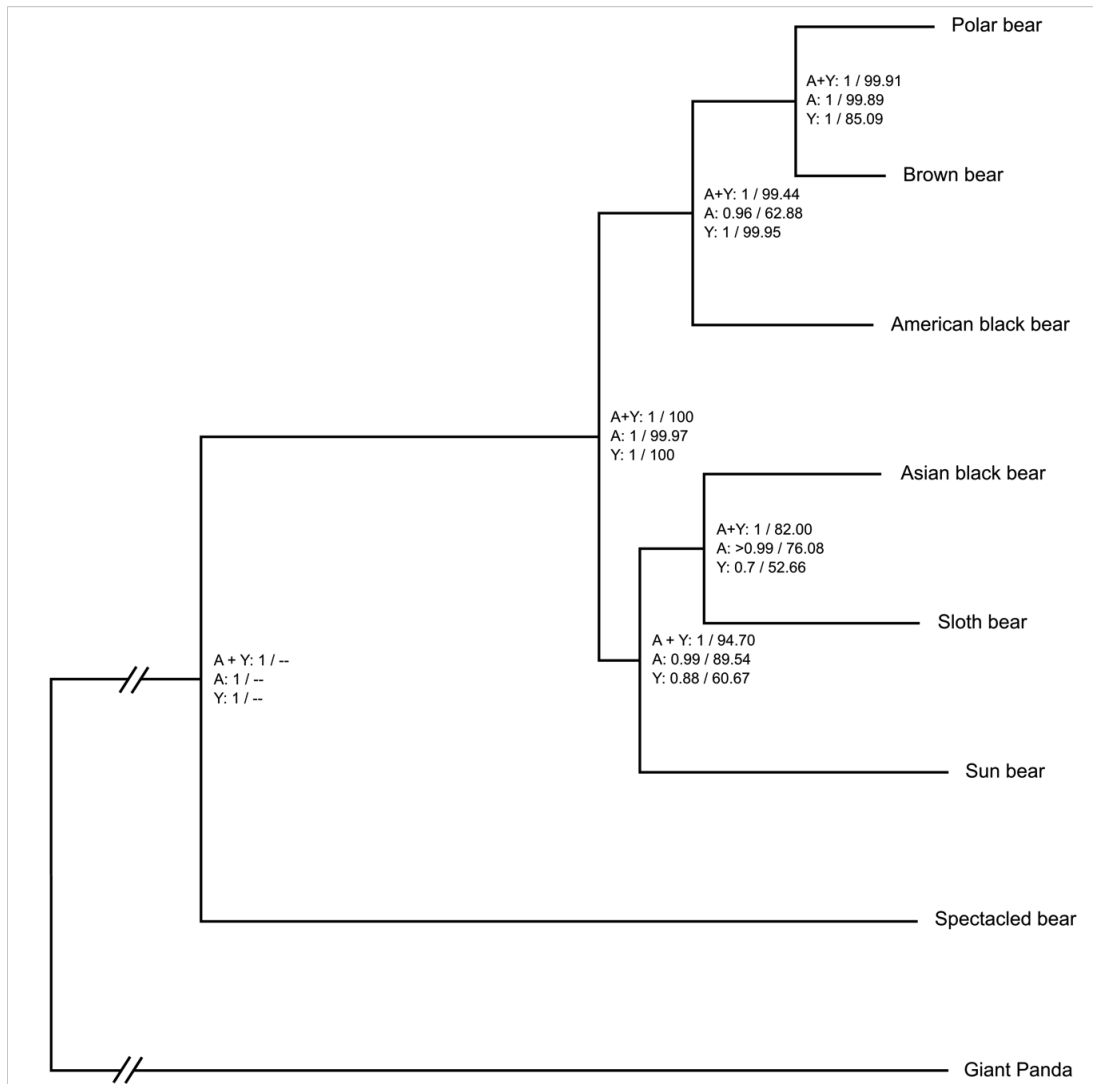 Polar bear
A+Y: 1 / 99.91
A: 1 / 99.89
Y: 1 / 85.09
Brown bear
A+Y: 1 / 99.44
A: 0.96 / 62.88
Y: 1 / 99.95
American black bear
A+Y: 1 / 100
A: 1 / 99.97
Y: 1 / 100
Asian black bear
A+Y: 1 / 82.00
A: >0.99 / 76.08
Y: 0.7 / 52.66
Sloth bear
A + Y: 1 / 94.70
A: 0.99 / 89.54
Y: 0.88 / 60.67
A + Y: 1 / --
A: 1 / --
Y: 1 / --
Sun bear
Spectacled bear
Giant Panda